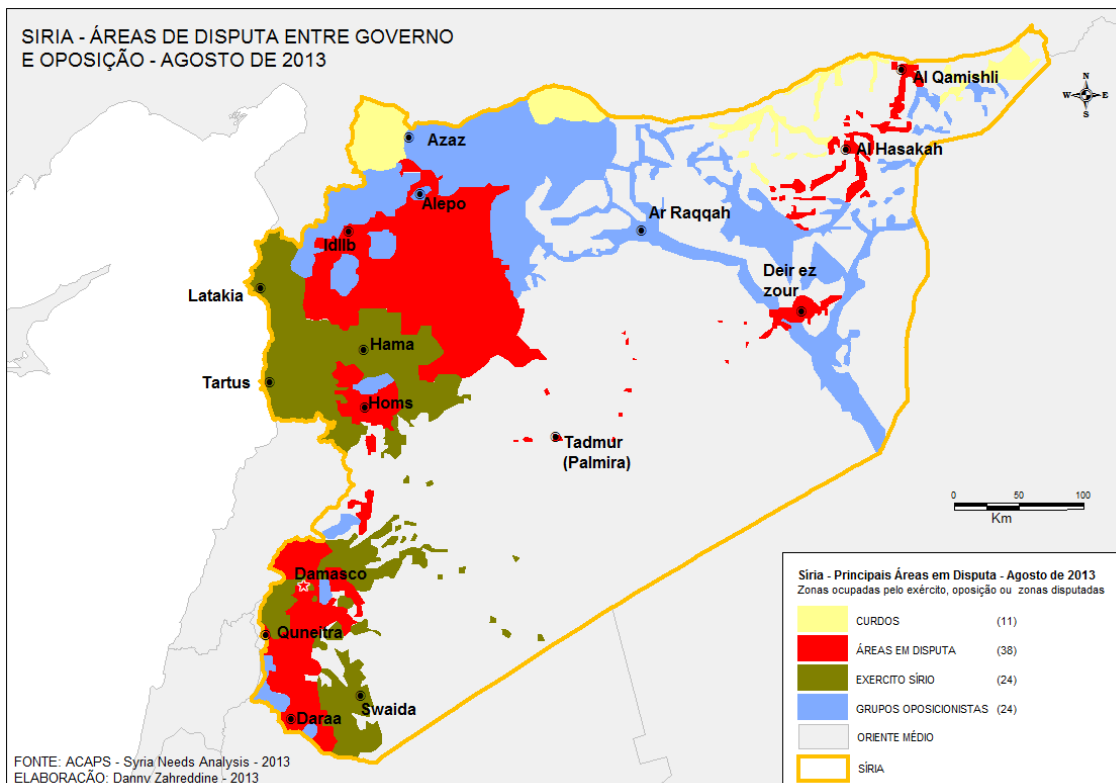 SIRIA - ÁREAS DE DISPUTA ENTRE GOVERNO
E OPOSIÇÃO - AGOSTO DE 2013
Al Qamishli
N
W E
S
Azaz
Al Hasakah
Alepo
Ar Raqqah
Idlib
Deir ez
zour
Latakia
Hama
Tartus
Homs
Tadmur
(Palmira)
0 50 100
Km
Damasco
Quneitra
Swaida
Daraa
Síria - Principais Áreas em Disputa - Agosto de 2013
Zonas ocupadas pelo exército, oposição ou zonas disputadas
CURDOS (11)
ÁREAS EM DISPUTA (38)
EXERCITO SÍRIO (24)
GRUPOS OPOSICIONISTAS (24)
ORIENTE MÉDIO
SÍRIA
FONTE: ACAPS - Syria Needs Analysis - 2013
ELABORAÇÃO: Danny Zahreddine - 2013